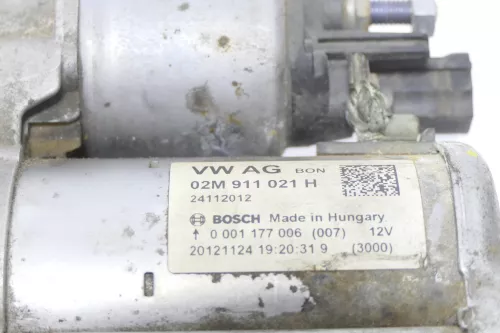 VW AG BON
02M 911 021 H
24112012
BOSCH Made in Hungary
↑ 0 001 177 006 (007) 12V
20121124 19:20:31 9 (3000)